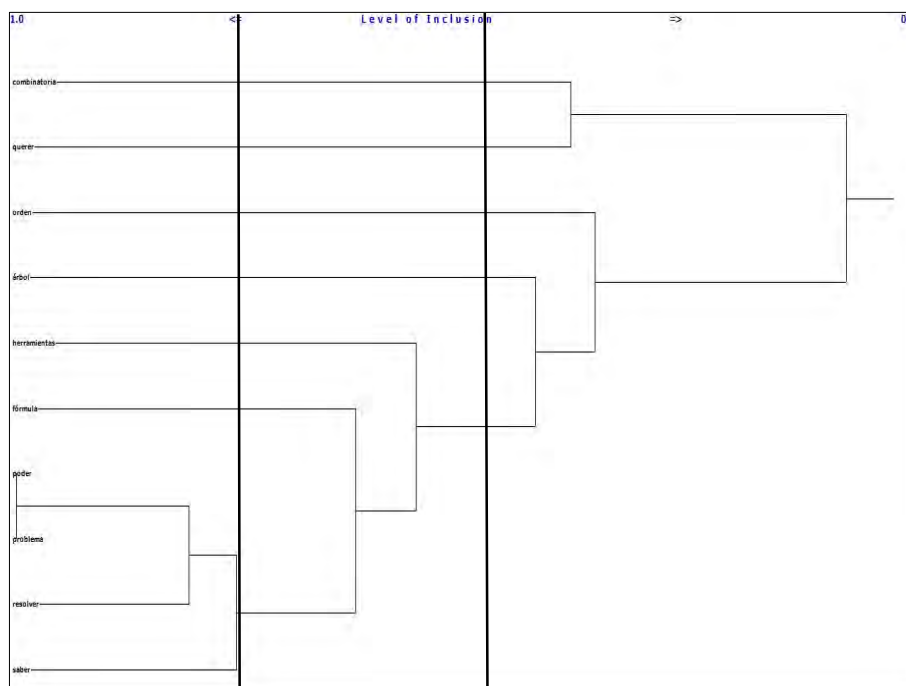 1.0 <= Level of Inclusion => 0
combinatoria
querer
orden
árbol
herramientas
fórmula
poder
problema
resolver
saber